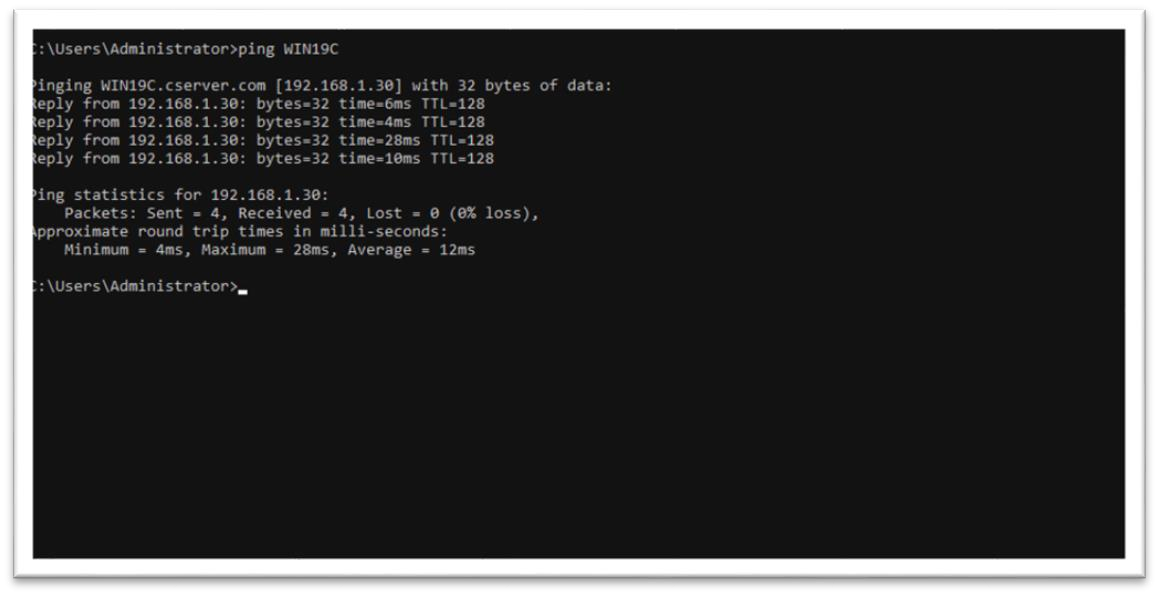 C:\Users\Administrator>ping WIN19C
Pinging WIN19C.cserver.com [192.168.1.30] with 32 bytes of data:
Reply from 192.168.1.30: bytes=32 time=6ms TTL=128
Reply from 192.168.1.30: bytes=32 time=4ms TTL=128
Reply from 192.168.1.30: bytes=32 time=28ms TTL=128
Reply from 192.168.1.30: bytes=32 time=10ms TTL=128
Ping statistics for 192.168.1.30:
Packets: Sent = 4, Received = 4, Lost = 0 (0% loss),
Approximate round trip times in milli-seconds:
Minimum = 4ms, Maximum = 28ms, Average = 12ms
C:\Users\Administrator>